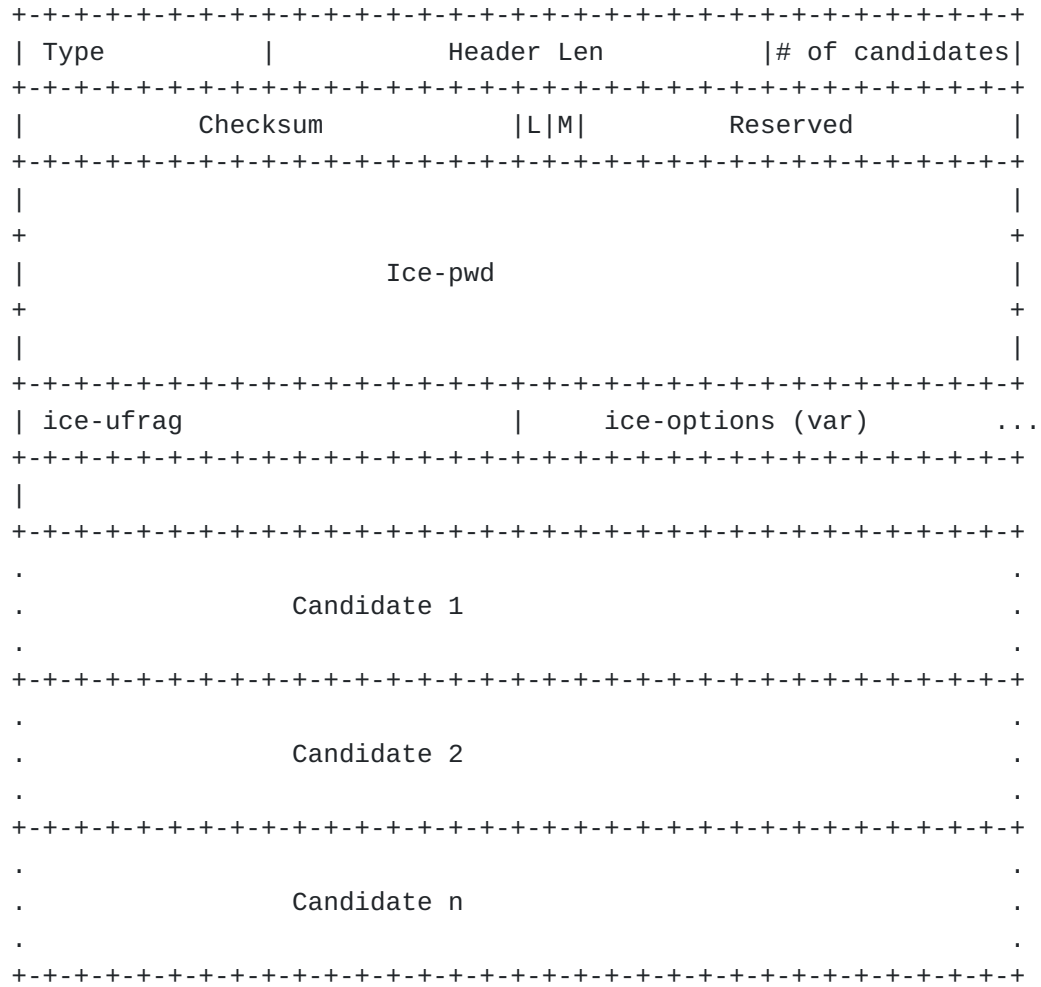 +-+-+-+-+-+-+-+-+-+-+-+-+-+-+-+-+-+-+-+-+-+-+-+-+-+-+-+-+-+-+-+-+
| Type          |           Header Len          |# of candidates|
+-+-+-+-+-+-+-+-+-+-+-+-+-+-+-+-+-+-+-+-+-+-+-+-+-+-+-+-+-+-+-+-+
|           Checksum            |L|M|         Reserved          |
+-+-+-+-+-+-+-+-+-+-+-+-+-+-+-+-+-+-+-+-+-+-+-+-+-+-+-+-+-+-+-+-+
|                                                               |
+                                                               +
|                       Ice-pwd                                 |
+                                                               +
|                                                               |
+-+-+-+-+-+-+-+-+-+-+-+-+-+-+-+-+-+-+-+-+-+-+-+-+-+-+-+-+-+-+-+-+
| ice-ufrag                     |     ice-options (var)        ...
+-+-+-+-+-+-+-+-+-+-+-+-+-+-+-+-+-+-+-+-+-+-+-+-+-+-+-+-+-+-+-+-+
|
+-+-+-+-+-+-+-+-+-+-+-+-+-+-+-+-+-+-+-+-+-+-+-+-+-+-+-+-+-+-+-+-+
.                                                               .
.                 Candidate 1                                   .
.                                                               .
+-+-+-+-+-+-+-+-+-+-+-+-+-+-+-+-+-+-+-+-+-+-+-+-+-+-+-+-+-+-+-+-+
.                                                               .
.                 Candidate 2                                   .
.                                                               .
+-+-+-+-+-+-+-+-+-+-+-+-+-+-+-+-+-+-+-+-+-+-+-+-+-+-+-+-+-+-+-+-+
.                                                               .
.                 Candidate n                                   .
.                                                               .
+-+-+-+-+-+-+-+-+-+-+-+-+-+-+-+-+-+-+-+-+-+-+-+-+-+-+-+-+-+-+-+-+